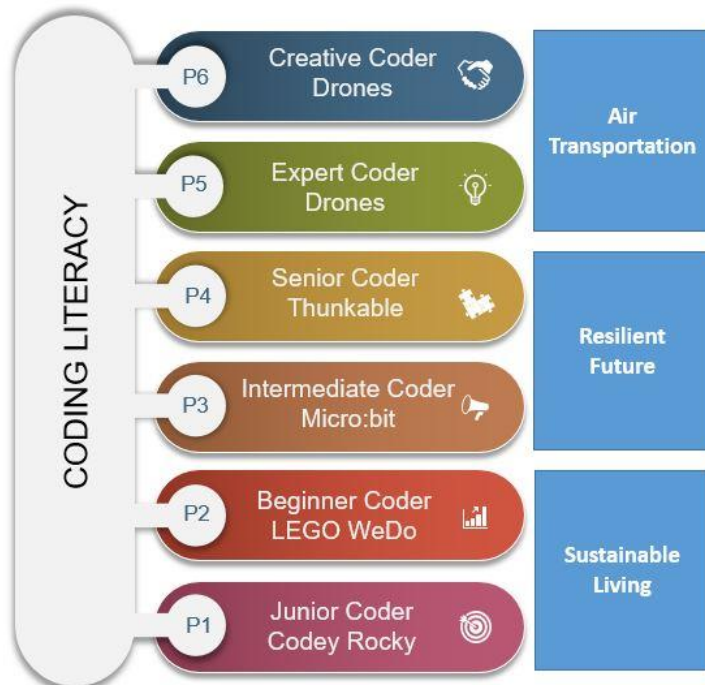 CODING LITERACY
P6
Creative Coder
Drones
Air
Transportation
P5
Expert Coder
Drones
P4
Senior Coder
Thunkable
Resilient
Future
P3
Intermediate Coder
Micro:bit
P2
Beginner Coder
LEGO WeDo
Sustainable
Living
P1
Junior Coder
Codey Rocky